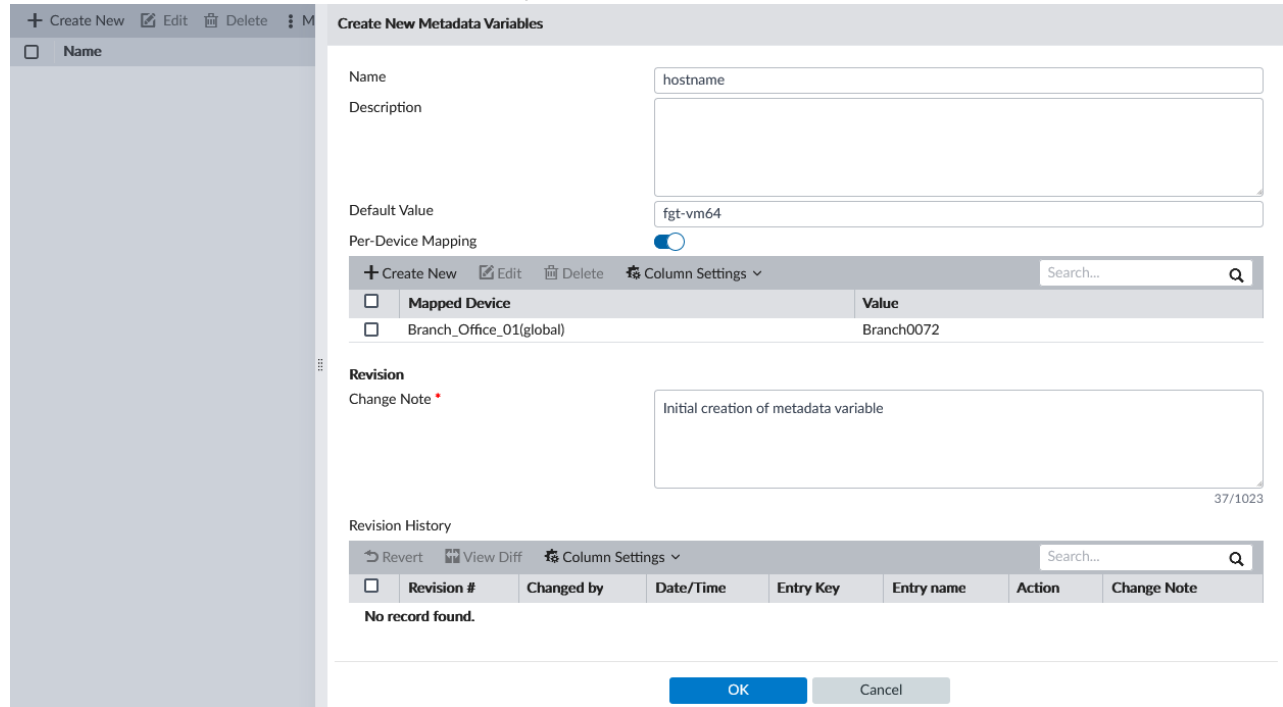 Create New Edit Delete M
Name
Create New Metadata Variables
Name hostname
Description
Default Value fgt-vm64
Per-Device Mapping
Create New Edit Delete Column Settings Search...
Mapped Device Value
Branch_Office_01(global) Branch0072
Revision
Change Note * Initial creation of metadata variable
37/1023
Revision History
Revert View Diff Column Settings Search...
Revision # Changed by Date/Time Entry Key Entry name Action Change Note
No record found.
OK Cancel